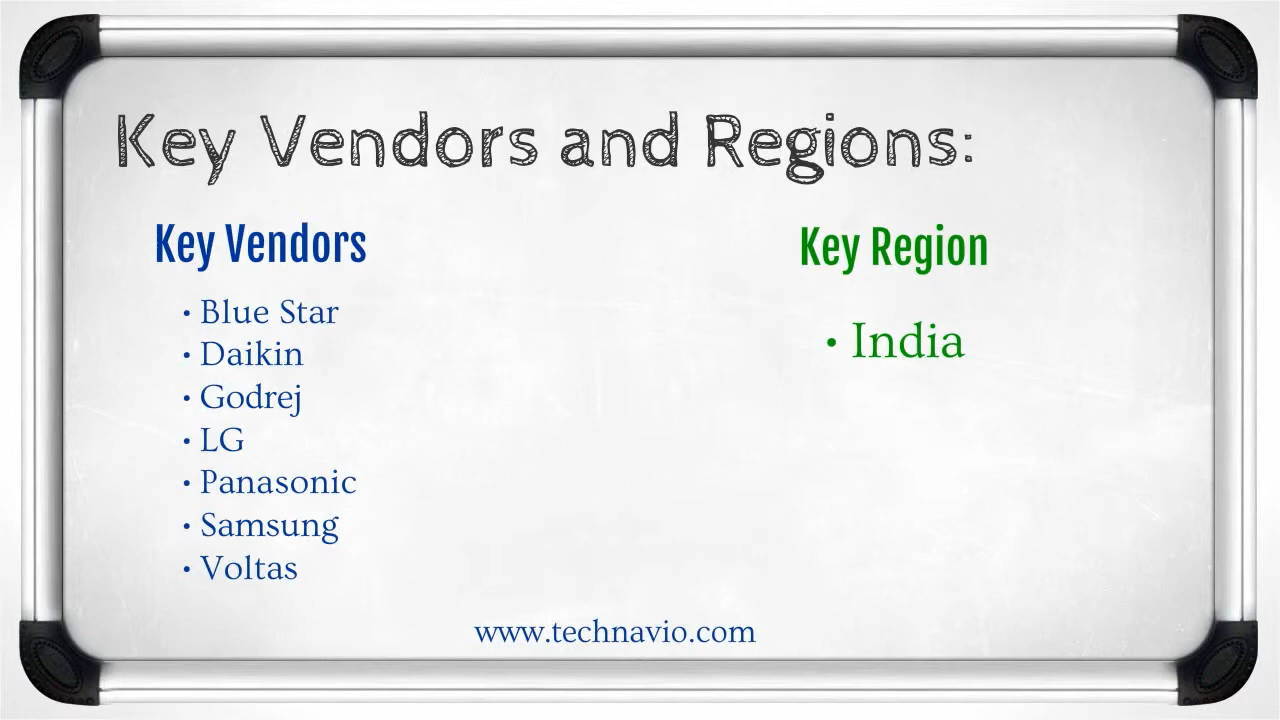 Key Vendors and Regions:
Key Vendors
• Blue Star
• Daikin
• Godrej
• LG
• Panasonic
• Samsung
• Voltas
Key Region
• India
www.technavio.com